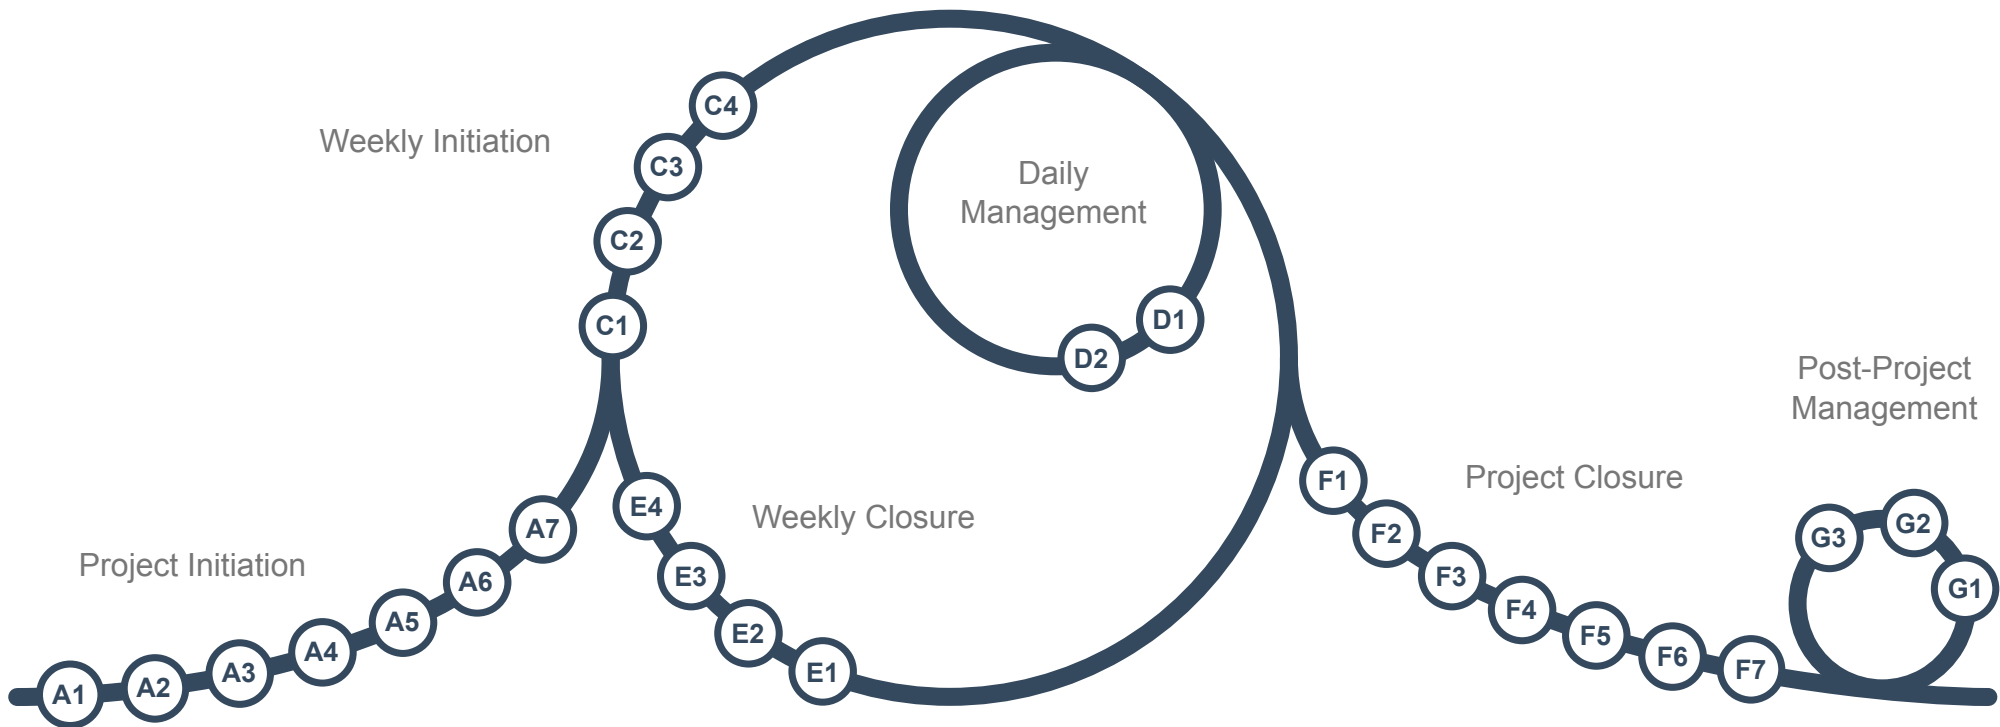 Project Initiation
A1
A2
A3
A4
A5
A6
A7
Weekly Initiation
C1
C2
C3
C4
Daily
Management
D1
D2
Weekly Closure
E1
E2
E3
E4
Project Closure
F1
F2
F3
F4
F5
F6
F7
Post-Project
Management
G1
G2
G3